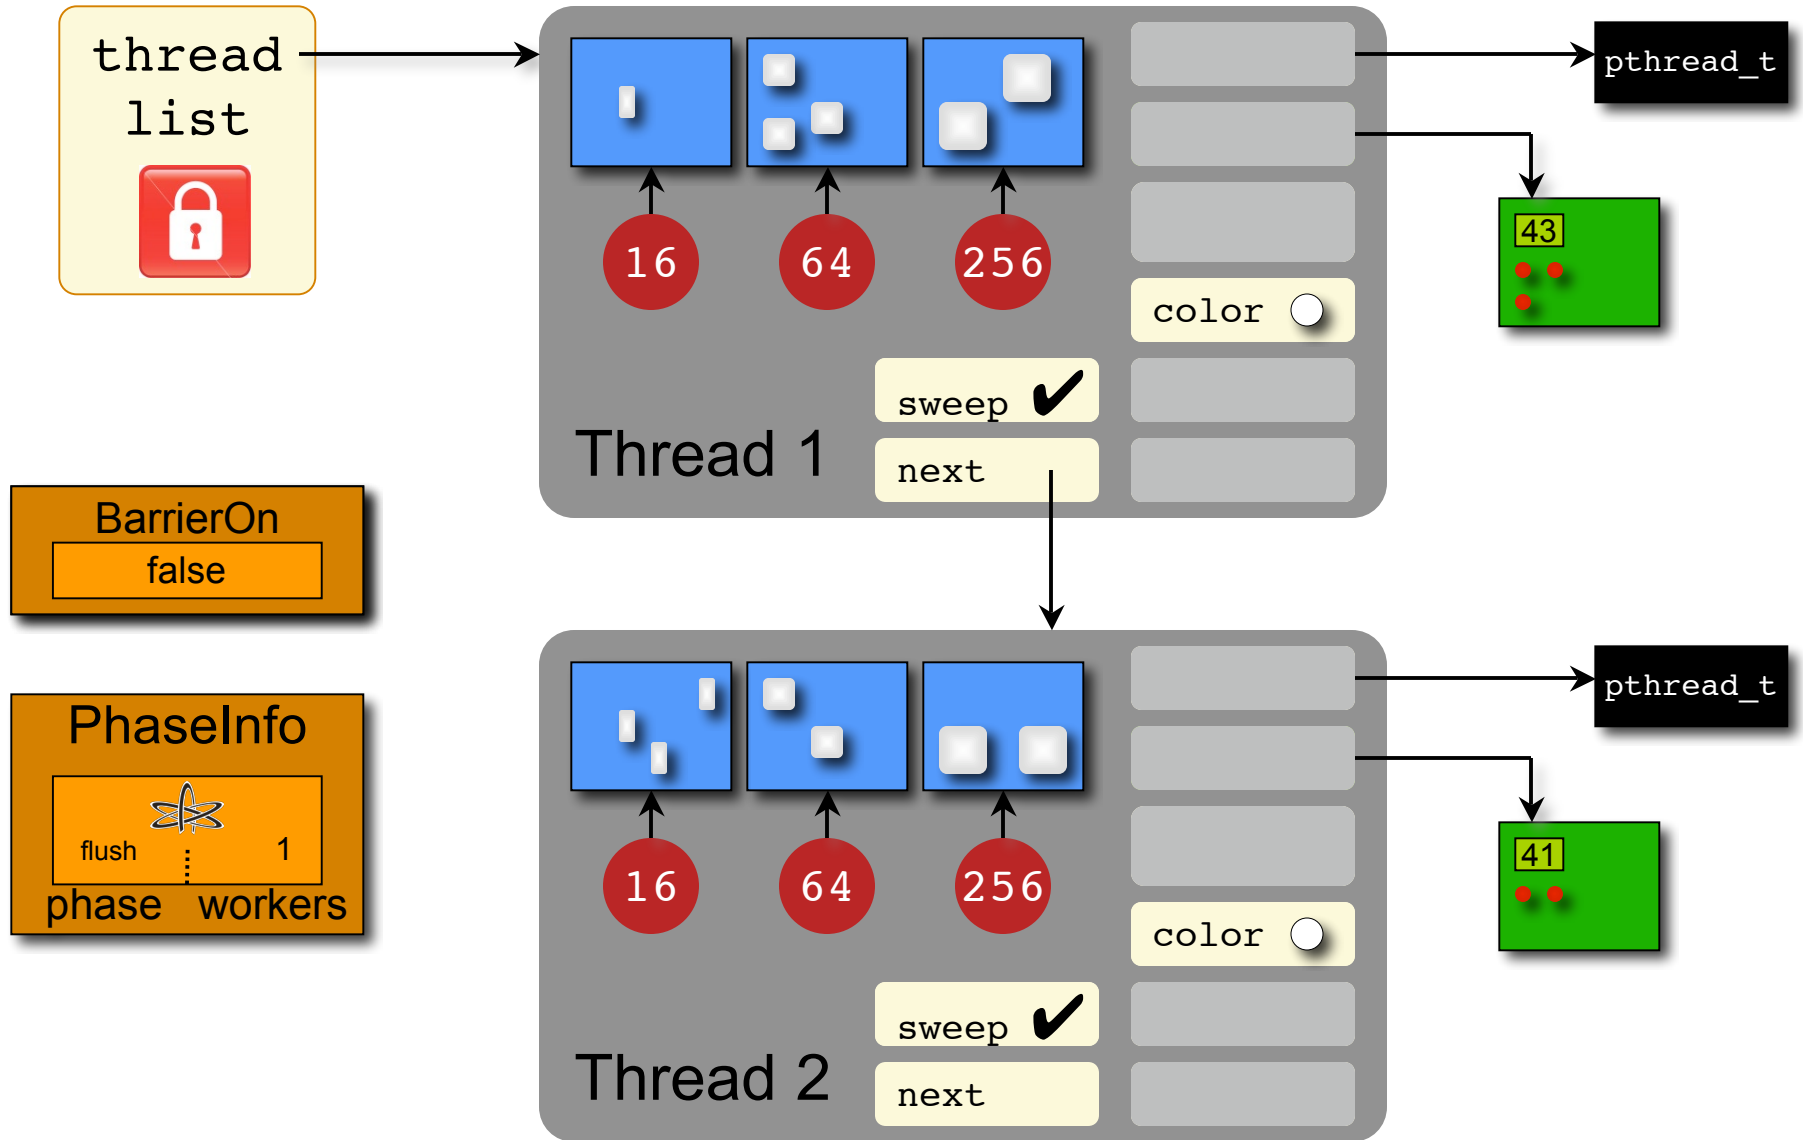 thread
list
16
64
256
pthread_t
43
color
sweep ✔
Thread 1
next
BarrierOn
false
PhaseInfo
flush
1
phase
workers
16
64
256
pthread_t
41
color
sweep ✔
Thread 2
next